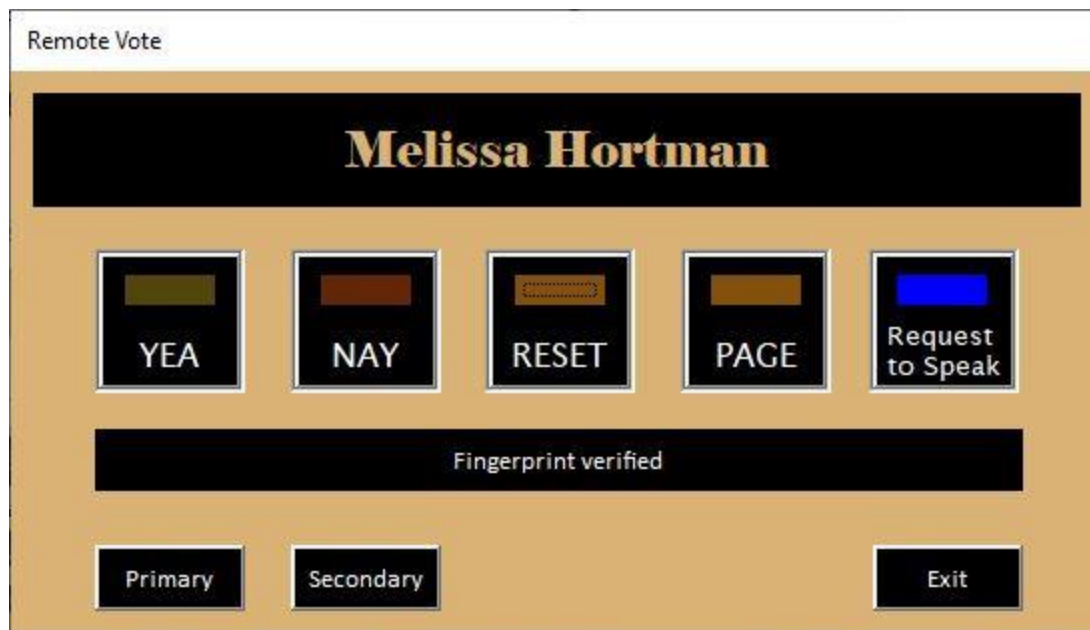 Remote Vote
Melissa Hortman
YEA
NAY
RESET
PAGE
Request
to Speak
Fingerprint verified
Primary
Secondary
Exit